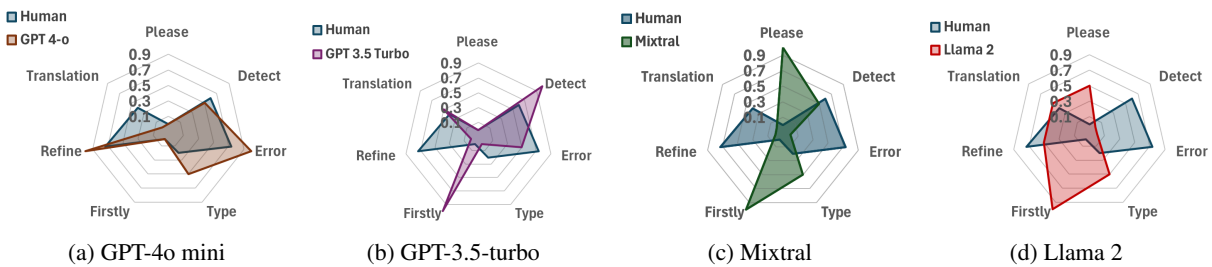 Human
GPT 4-o
Please
0.9
0.7
0.5
0.3
0.1
Translation
Detect
Refine
Error
Firstly
Type
(a) GPT-4o mini
Human
GPT 3.5 Turbo
Please
0.9
0.7
0.5
0.3
0.1
Translation
Detect
Refine
Error
Firstly
Type
(b) GPT-3.5-turbo
Human
Mixtral
Please
0.9
0.7
0.5
0.3
0.1
Translation
Detect
Refine
Error
Firstly
Type
(c) Mixtral
Human
Llama 2
Please
0.9
0.7
0.5
0.3
0.1
Translation
Detect
Refine
Error
Firstly
Type
(d) Llama 2